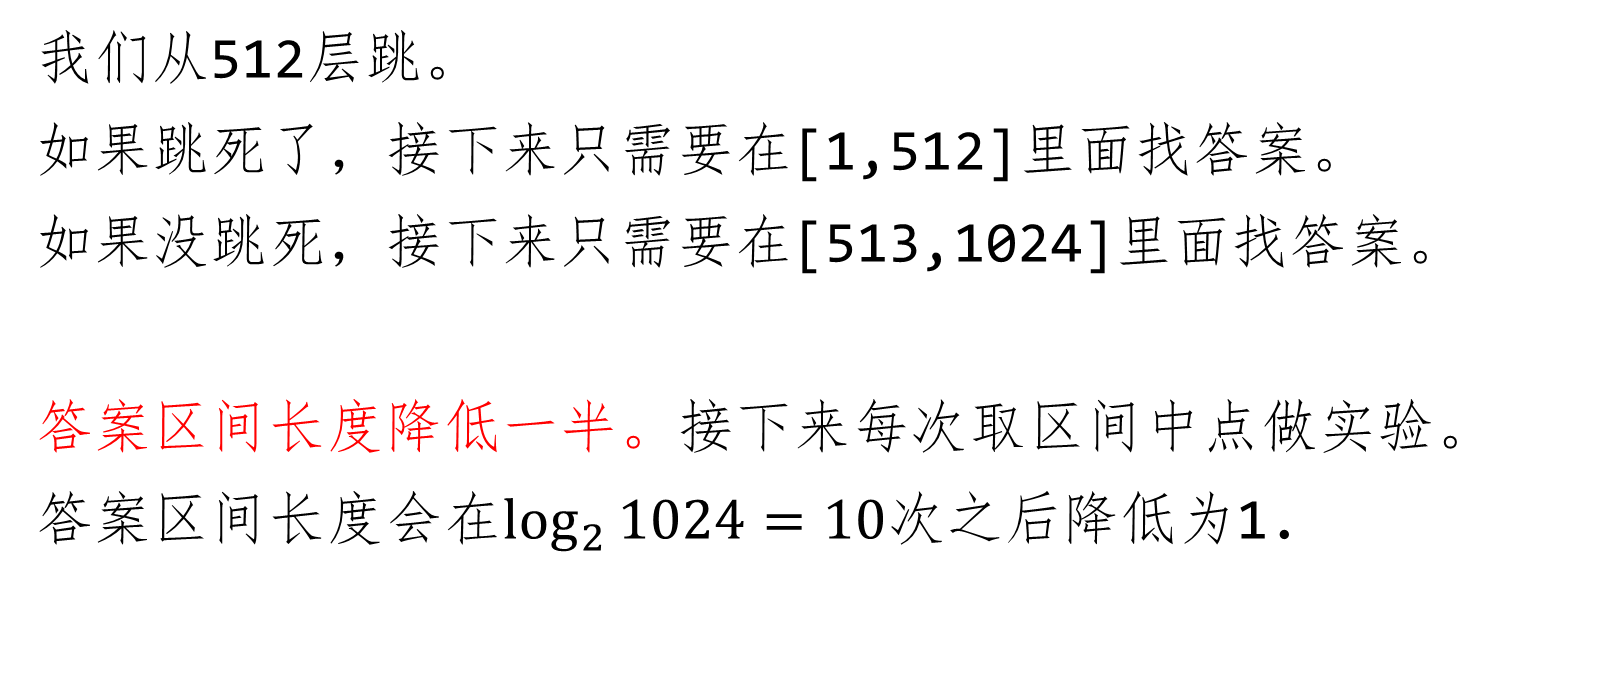 我们从512层跳。
如果跳死了，接下来只需要在[1,512]里面找答案。
如果没跳死，接下来只需要在[513,1024]里面找答案。
答案区间长度降低一半。接下来每次取区间中点做实验。
答案区间长度会在log₂ 1024 = 10次之后降低为1.